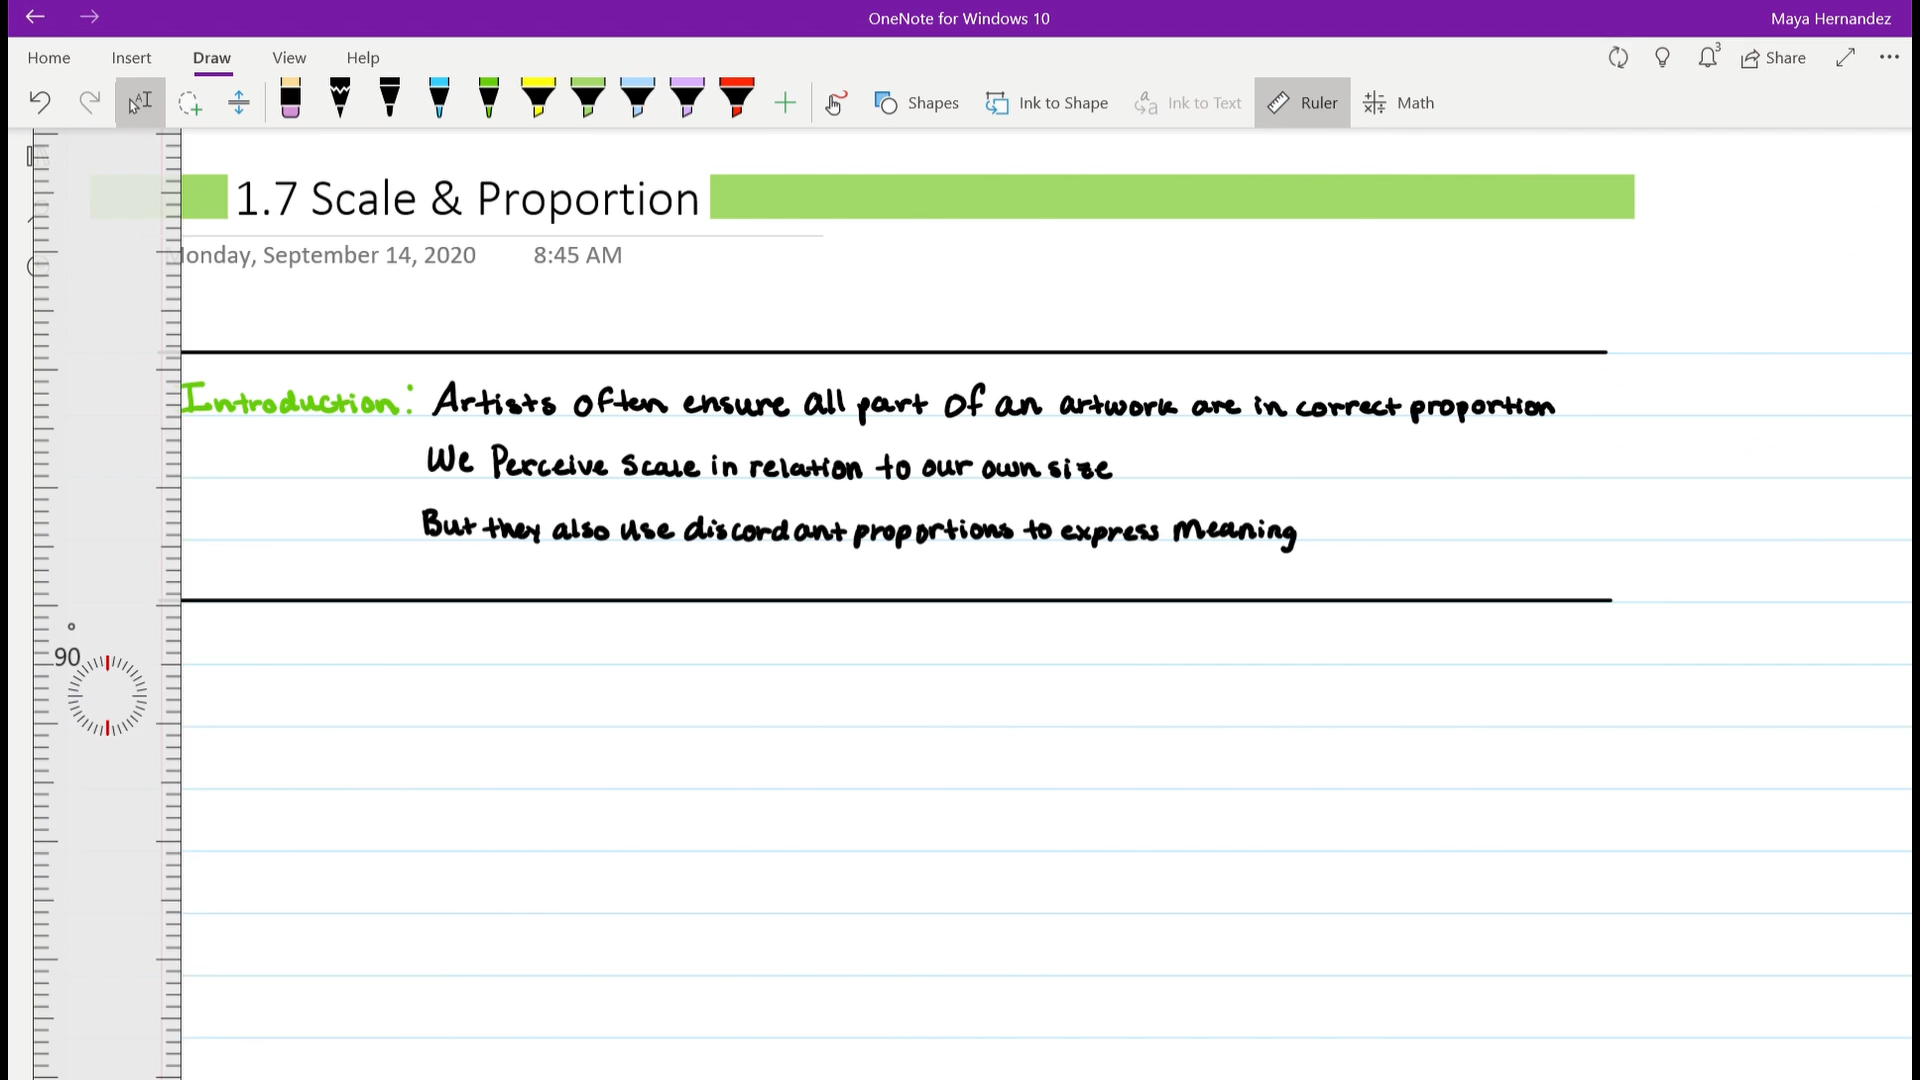 OneNote for Windows 10
Maya Hernandez
Home Insert Draw View Help
3
Share
Shapes Ink to Shape Ink to Text Ruler Math
1.7 Scale & Proportion
onday, September 14, 2020 8:45 AM
Introduction: Artists often ensure all part of an artwork are in correct proportion
We Perceive scale in relation to our own size
But they also use discordant proportions to express meaning
90°